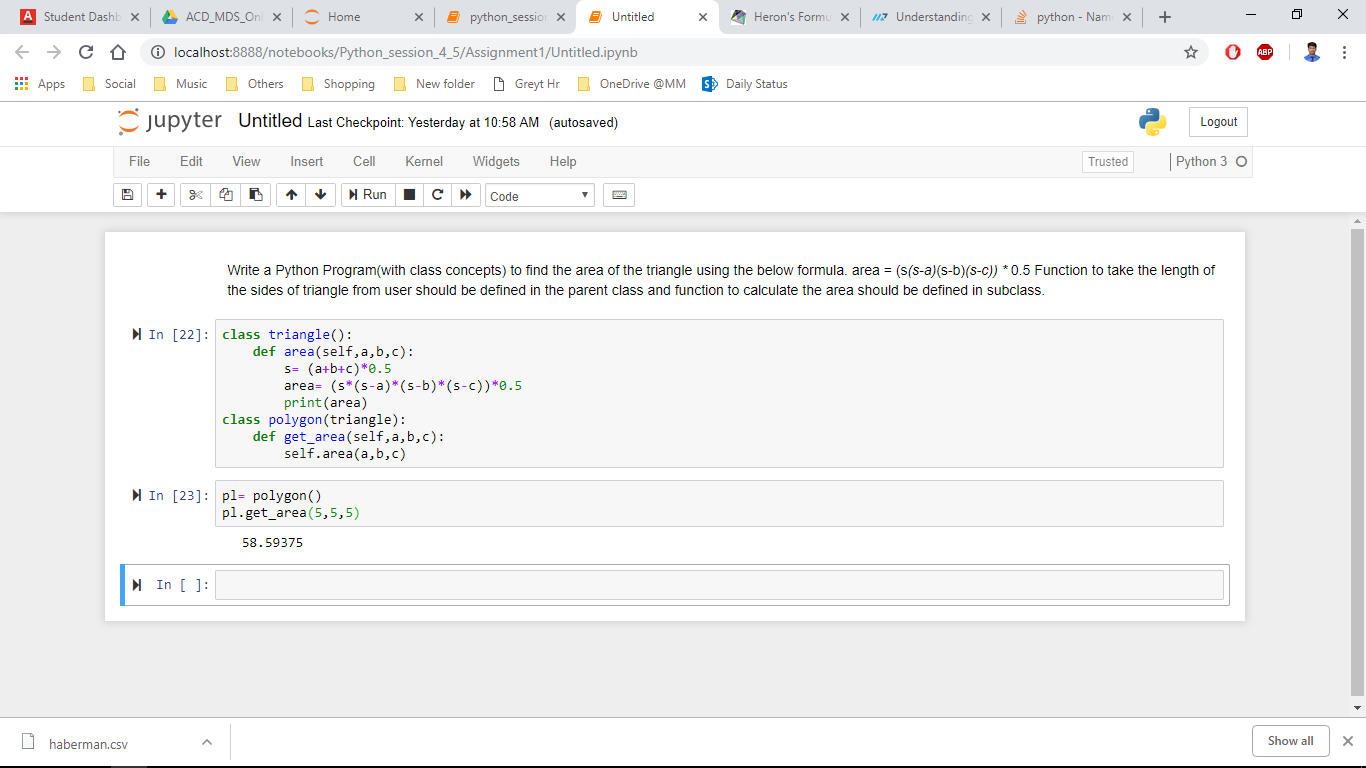 Student Dashb
ACD_MDS_Onl
Home
python_session
Untitled
Heron's Formu
Understanding
python - Nam
localhost:8888/notebooks/Python_session_4_5/Assignment1/Untitled.ipynb
ABP
Apps
Social
Music
Others
Shopping
New folder
Greyt Hr
OneDrive @MM
Daily Status
jupyter Untitled Last Checkpoint: Yesterday at 10:58 AM (autosaved)
Logout
File Edit View Insert Cell Kernel Widgets Help
Trusted
Python 3
Run
Code
Write a Python Program(with class concepts) to find the area of the triangle using the below formula. area = (s(s-a)(s-b)(s-c)) * 0.5 Function to take the length of
the sides of triangle from user should be defined in the parent class and function to calculate the area should be defined in subclass.
In [22]:
class triangle():
    def area(self,a,b,c):
        s= (a+b+c)*0.5
        area= (s*(s-a)*(s-b)*(s-c))*0.5
        print(area)
class polygon(triangle):
    def get_area(self,a,b,c):
        self.area(a,b,c)
In [23]:
pl= polygon()
pl.get_area(5,5,5)
58.59375
In [ ]:
haberman.csv
Show all